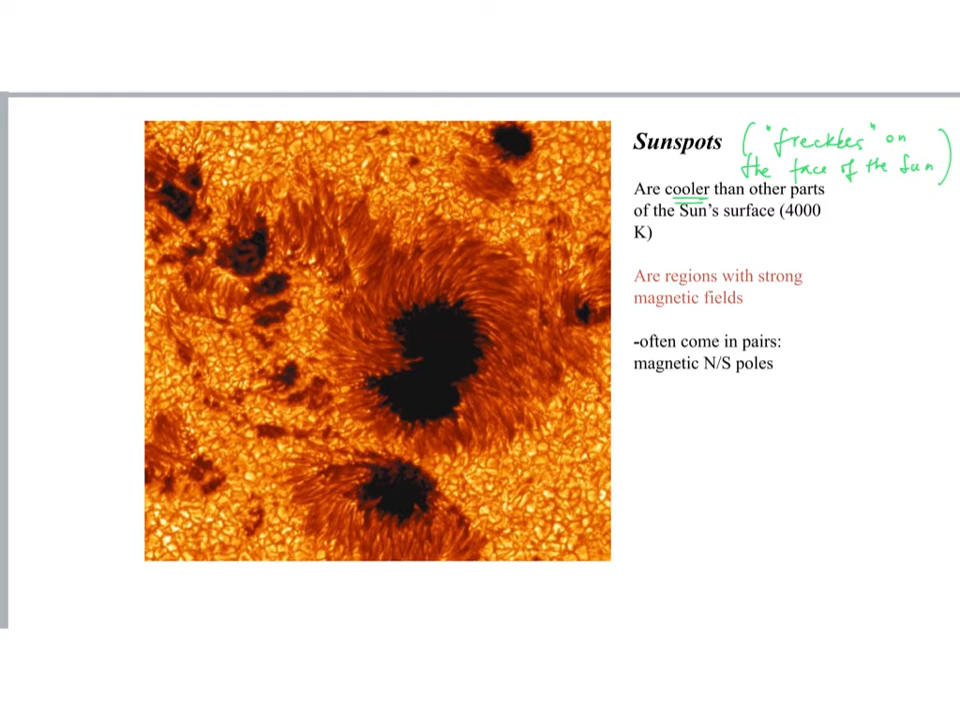 Sunspots ("freckles" on
the face of the Sun)
Are cooler than other parts
of the Sun's surface (4000
K)
Are regions with strong
magnetic fields
-often come in pairs:
magnetic N/S poles